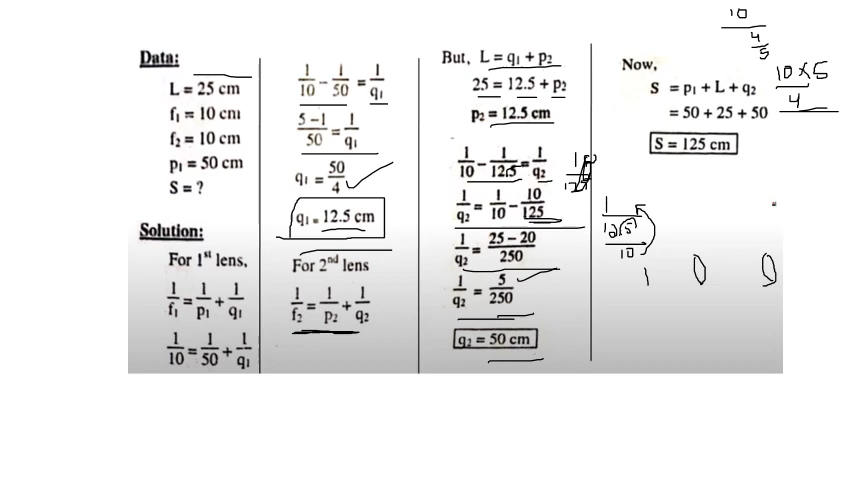 Data:
L = 25 cm
f₁ = 10 cm
f₂ = 10 cm
p₁ = 50 cm
S = ?
Solution:
For 1st lens,
1/f₁ = 1/p₁ + 1/q₁
1/10 = 1/50 + 1/q₁
1/10 - 1/50 = 1/q₁
5-1/50 = 1/q₁
q₁ = 50/4
q₁ = 12.5 cm
For 2nd lens
1/f₂ = 1/p₂ + 1/q₂
But, L = q₁ + p₂
25 = 12.5 + p₂
p₂ = 12.5 cm
1/10 - 1/12.5 = 1/q₂
1/q₂ = 1/10 - 10/125
1/q₂ = 25 - 20/250
1/q₂ = 5/250
q₂ = 50 cm
Now,
S = p₁ + L + q₂
= 50 + 25 + 50
S = 125 cm
10
4/5
10×5
4
1
10
1 0 0